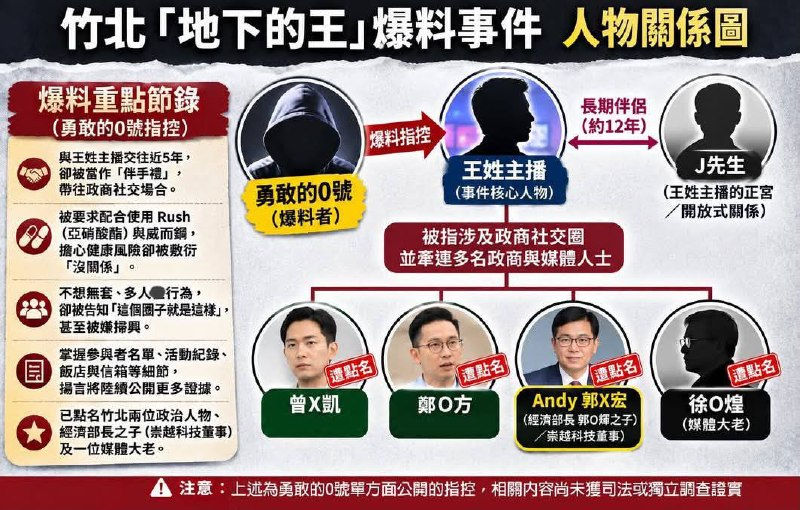 竹北「地下的王」爆料事件 人物關係圖
爆料重點節錄
(勇敢的0號指控)
與王姓主播交往近5年，
卻被當作「伴手禮」，
帶往政商社交場合。
被要求配合使用 Rush
(亞硝酸酯)與威而鋼，
擔心健康風險卻被敷衍
「沒關係」。
不想無套、多人行為，
卻被告知「這個圈子就是這樣」，
甚至被嫌掃興。
掌握參與者名單、活動紀錄、
飯店與信箱等細節，
揚言將陸續公開更多證據。
已點名竹北兩位政治人物、
經濟部長之子(崇越科技董事)
及一位媒體大老。
勇敢的0號
(爆料者)
爆料指控
王姓主播
(事件核心人物)
長期伴侶
(約12年)
J先生
(王姓主播的正宮
／開放式關係)
被指涉及政商社交圈
並牽連多名政商與媒體人士
遭點名
曾X凱
遭點名
鄭O方
遭點名
Andy 郭X宏
(經濟部長 郭O輝之子)
／崇越科技董事)
遭點名
徐O煌
(媒體大老)
注意：上述為勇敢的0號單方面公開的指控，相關內容尚未獲司法或獨立調查證實